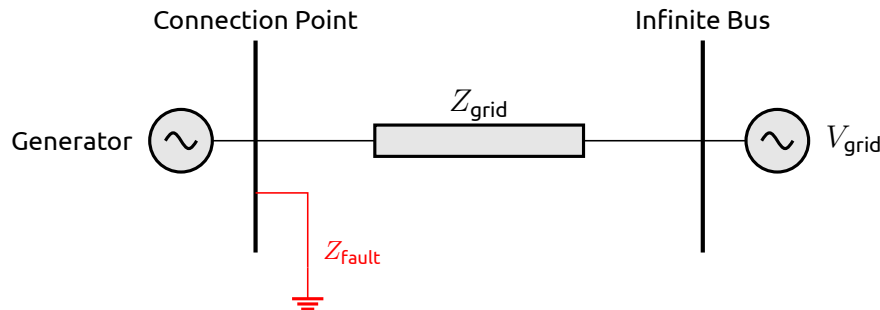 Connection Point
Infinite Bus
Z_grid
Generator
V_grid
Z_fault